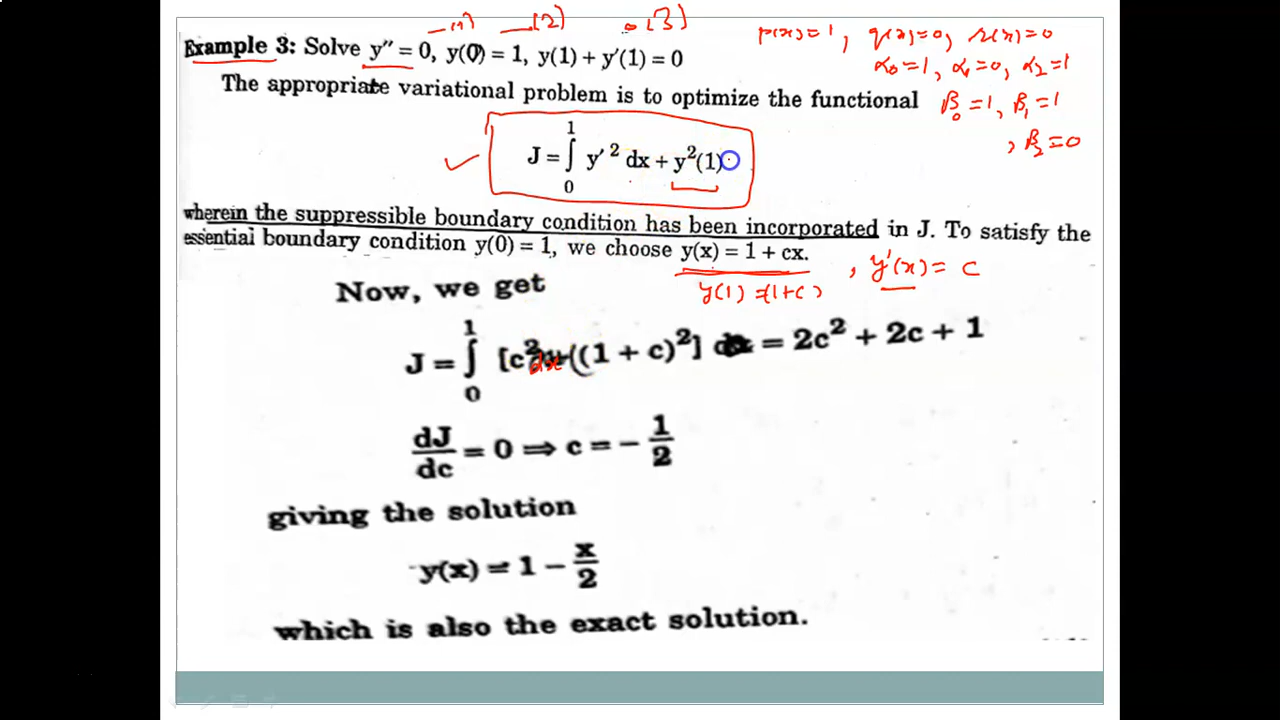 —(1) —(2) —(3)
p(x)=1, q(x)=0, r(x)=0
Example 3: Solve y″ = 0, y(0) = 1, y(1) + y′(1) = 0
α₀=1, α₁=0, α₂=1
The appropriate variational problem is to optimize the functional
β₀=1, β₁=1
, β₂=0
J = ∫₀¹ y′² dx + y²(1)
wherein the suppressible boundary condition has been incorporated in J. To satisfy the
essential boundary condition y(0) = 1, we choose y(x) = 1 + cx.
, y′(x) = c
y(1) = (1+c)
Now, we get
J = ∫₀¹ [c² dx + ((1 + c)²] dx = 2c² + 2c + 1
dJ/dc = 0 ⇒ c = − 1/2
giving the solution
y(x) = 1 − x/2
which is also the exact solution.